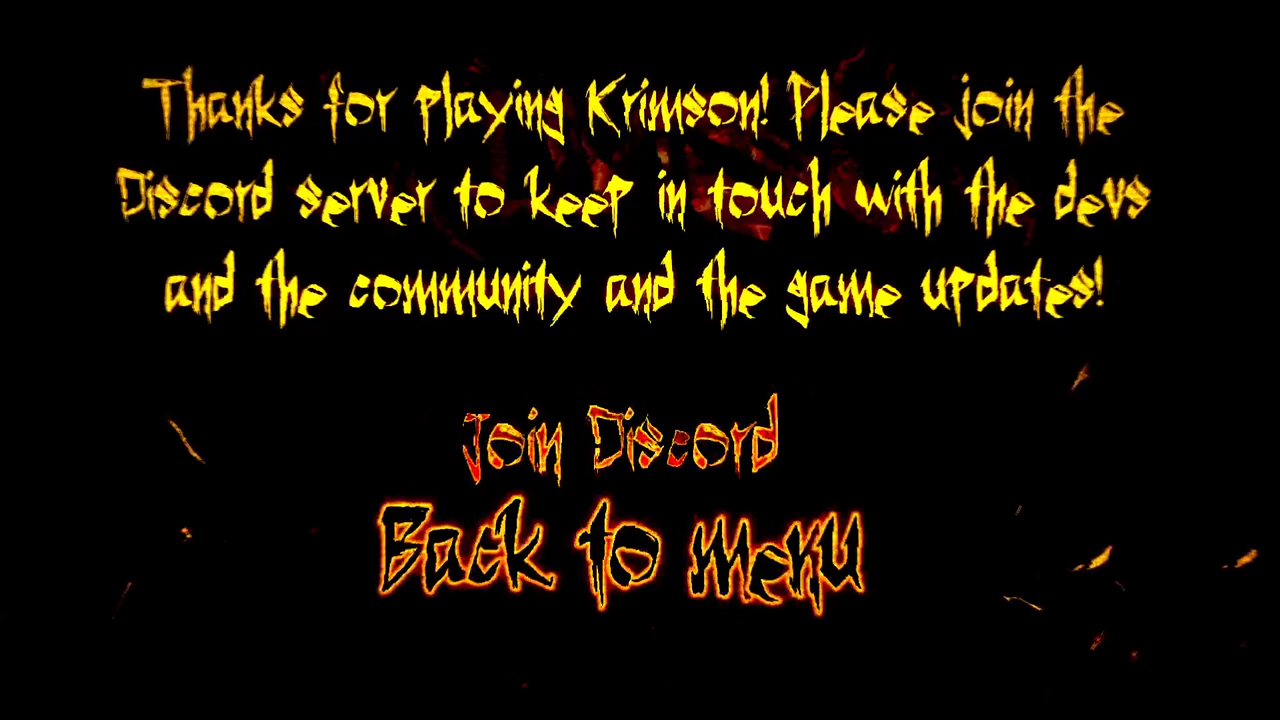 Thanks for playing Krimson! Please join the
Discord server to keep in touch with the devs
and the community and the game updates!
Join Discord
Back to menu